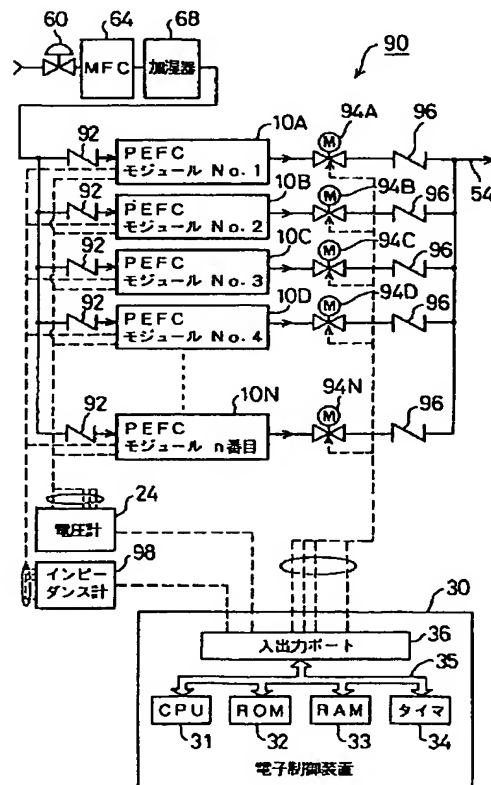 60
64
68
MFC
加湿器
90
92
10A
PEFC
モジュール No.1
94A
M
96
54
92
10B
PEFC
モジュール No.2
94B
M
96
92
10C
PEFC
モジュール No.3
94C
M
96
92
10D
PEFC
モジュール No.4
94D
M
96
92
10N
PEFC
モジュール n番目
94N
M
96
24
電圧計
98
インピー
ダンス計
30
36
入出力ポート
35
CPU
ROM
RAM
タイマ
31
32
33
34
電子制御装置